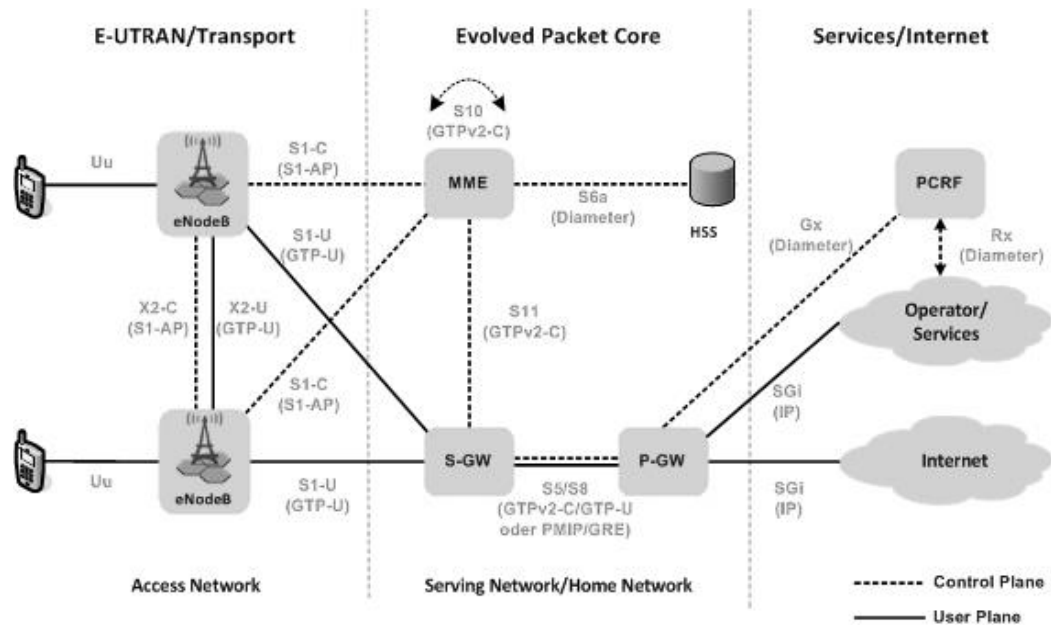 E-UTRAN/Transport
Evolved Packet Core
Services/Internet
S10
(GTPv2-C)
Uu
eNodeB
S1-C
(S1-AP)
MME
S6a
(Diameter)
HSS
PCRF
Gx
(Diameter)
Rx
(Diameter)
S1-U
(GTP-U)
X2-C
(S1-AP)
X2-U
(GTP-U)
S11
(GTPv2-C)
Operator/
Services
S1-C
(S1-AP)
SGi
(IP)
Uu
eNodeB
S1-U
(GTP-U)
S-GW
S5/S8
(GTPv2-C/GTP-U
oder PMIP/GRE)
P-GW
SGi
(IP)
Internet
Access Network
Serving Network/Home Network
Control Plane
User Plane